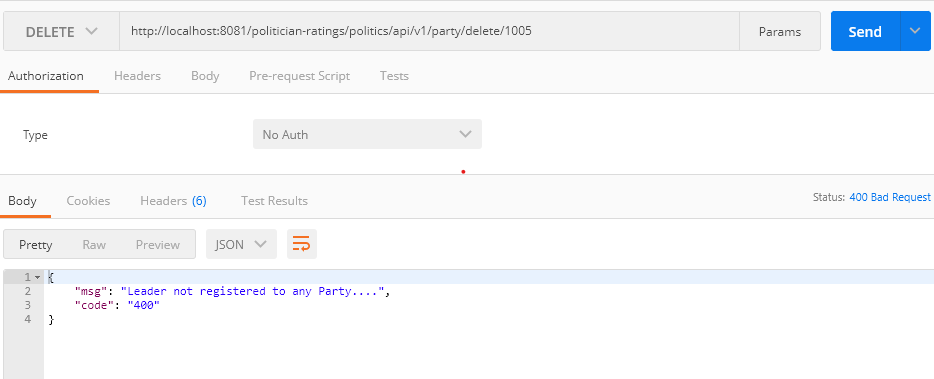 DELETE http://localhost:8081/politician-ratings/politics/api/v1/party/delete/1005 Params Send
Authorization Headers Body Pre-request Script Tests
Type No Auth
Body Cookies Headers (6) Test Results Status: 400 Bad Request
Pretty Raw Preview JSON
1 {
2 "msg": "Leader not registered to any Party....",
3 "code": "400"
4 }